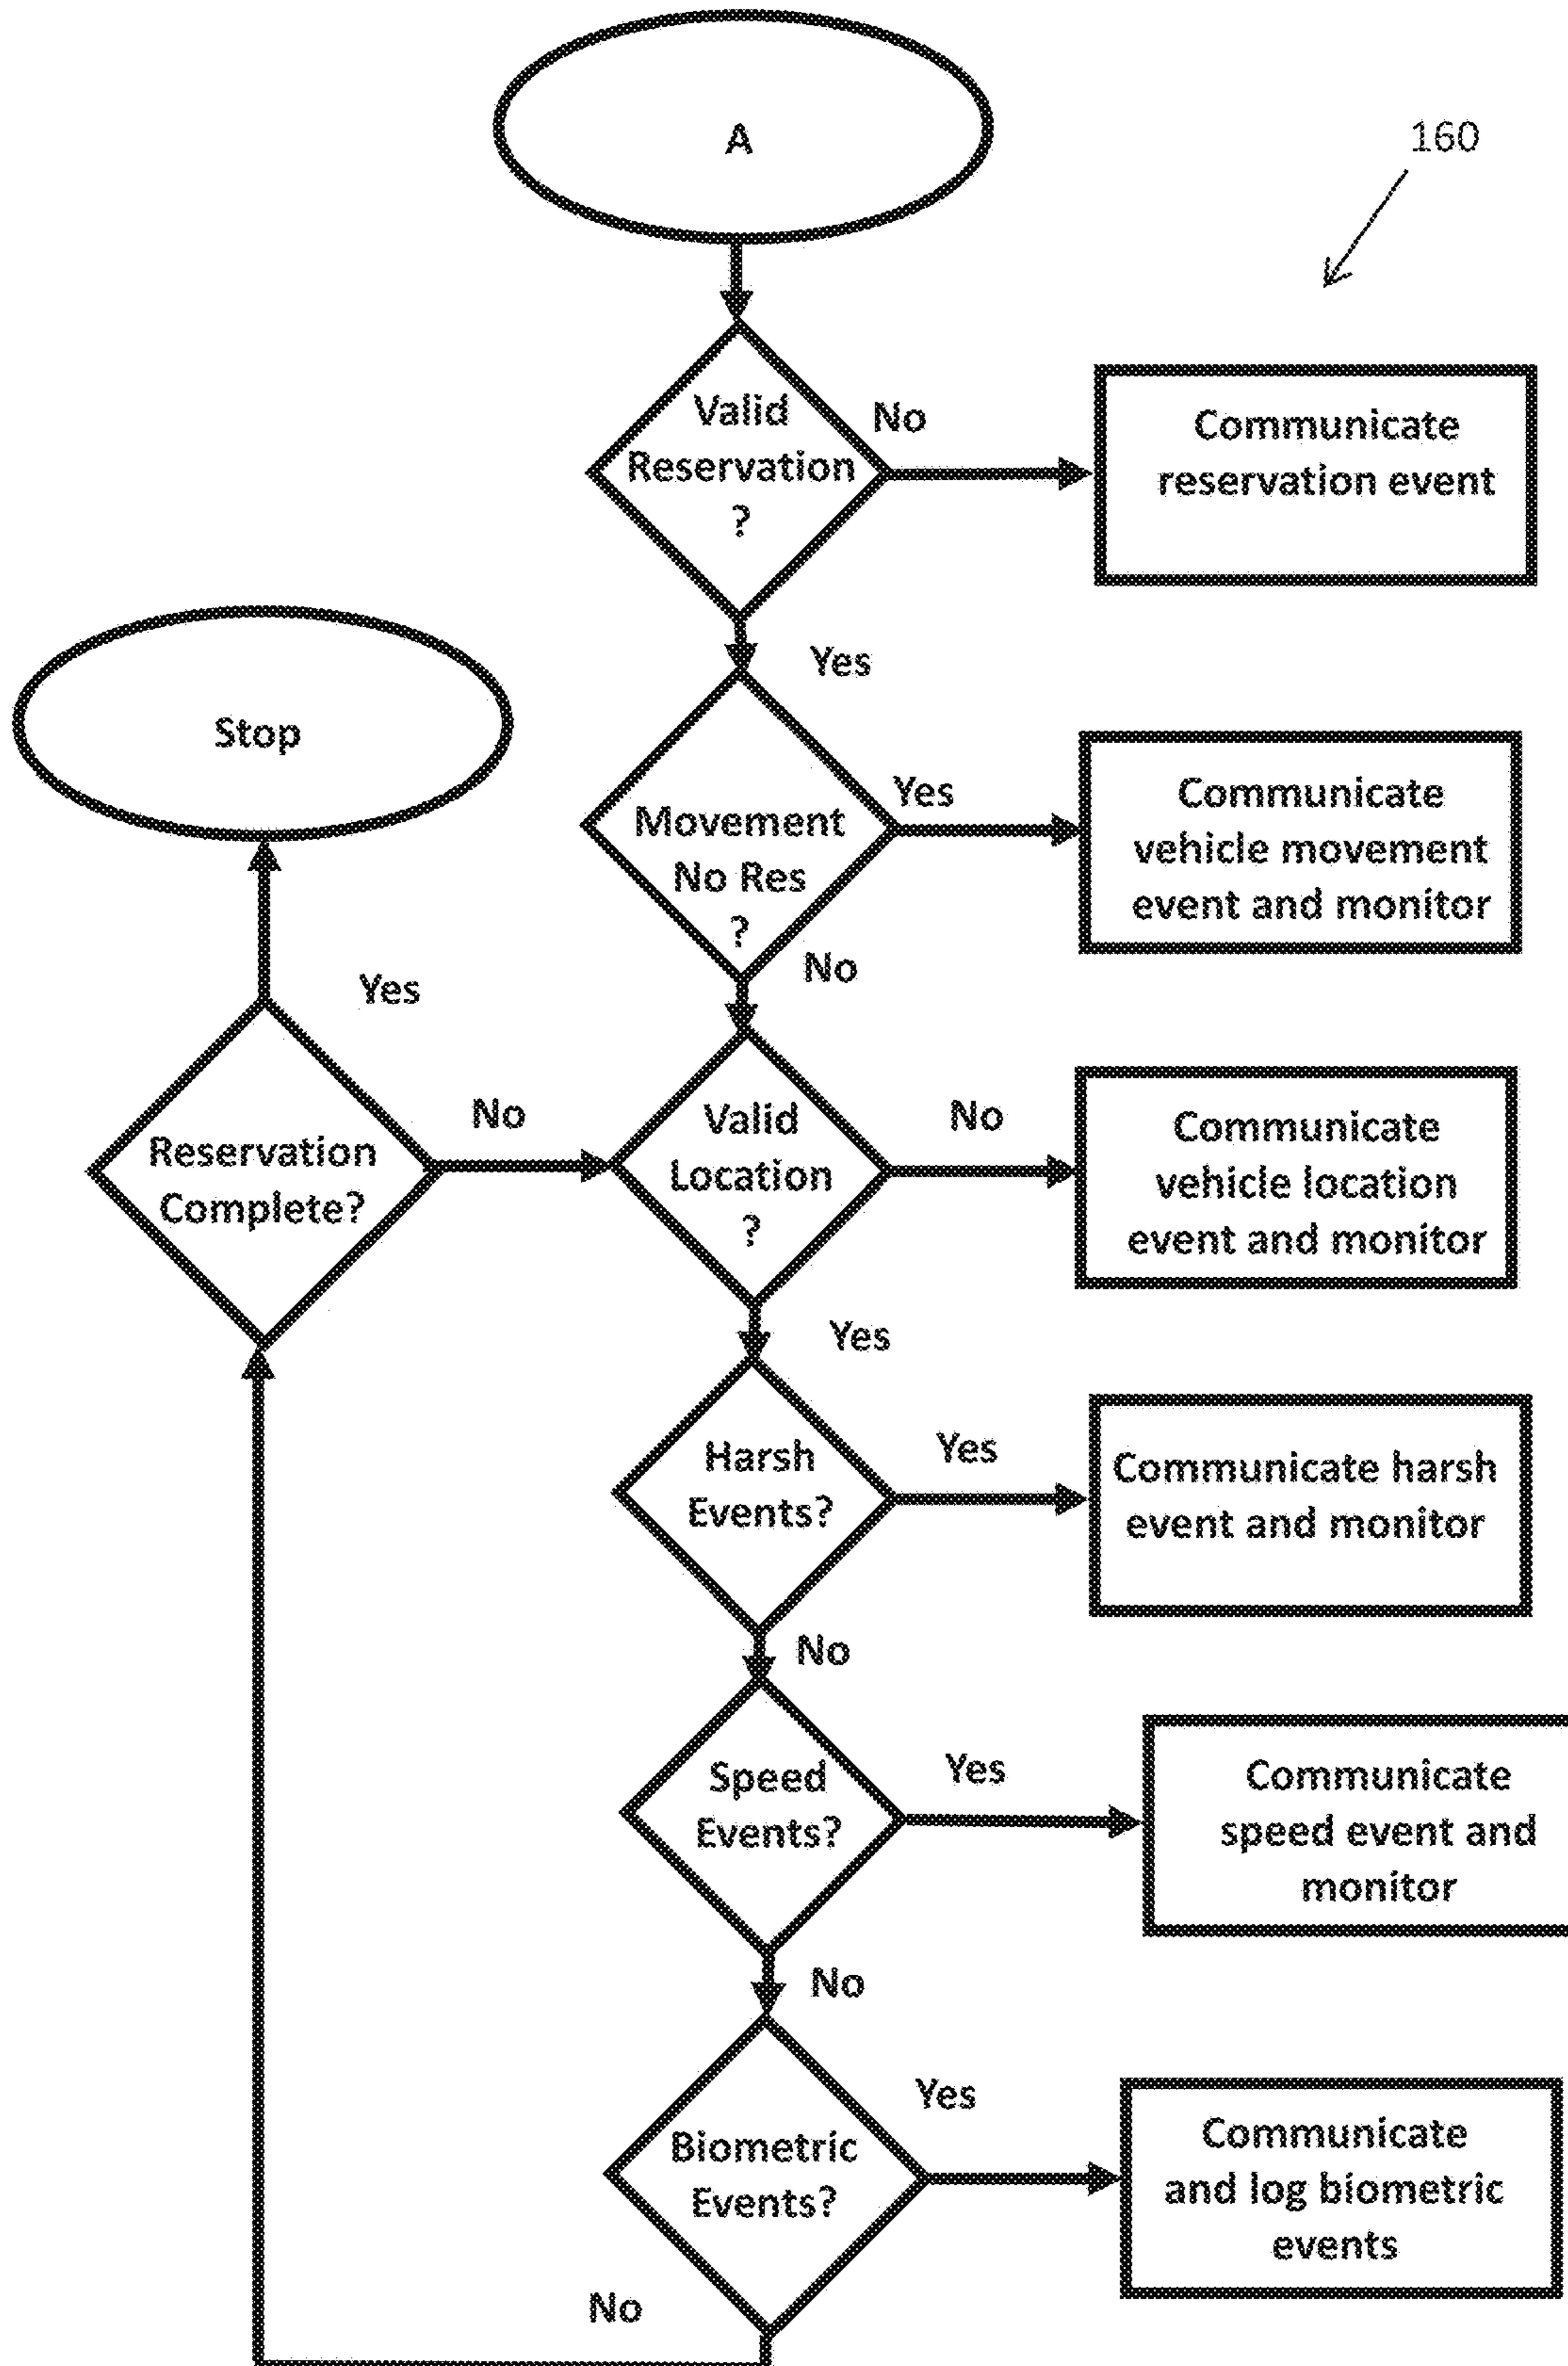 A
160
Valid
Reservation
?
No
Communicate
reservation event
Yes
Stop
Movement
No Res
?
Yes
Communicate
vehicle movement
event and monitor
No
Yes
Reservation
Complete?
No
Valid
Location
?
No
Communicate
vehicle location
event and monitor
Yes
Harsh
Events?
Yes
Communicate harsh
event and monitor
No
Speed
Events?
Yes
Communicate
speed event and
monitor
No
Biometric
Events?
Yes
Communicate
and log biometric
events
No